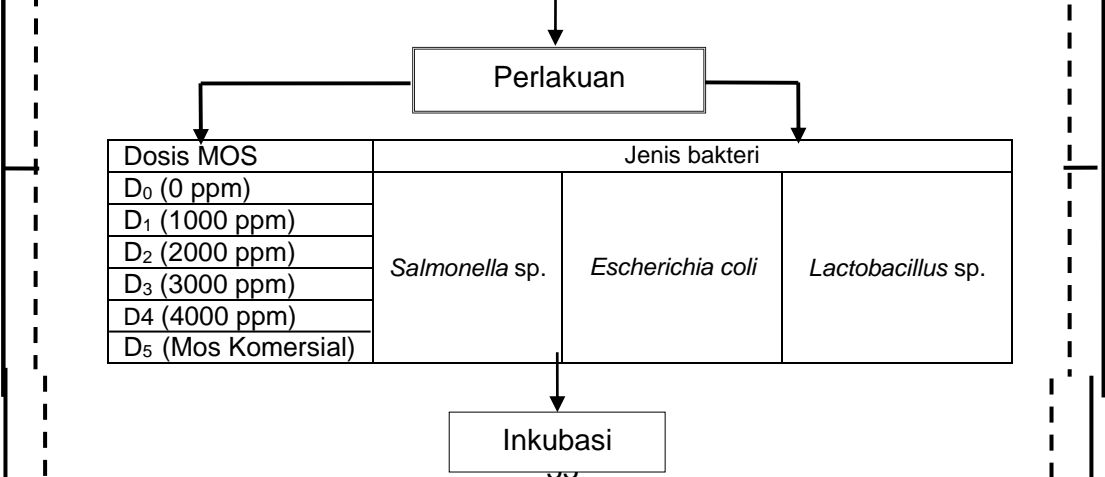 Perlakuan
Dosis MOS Jenis bakteri
D₀ (0 ppm)
D₁ (1000 ppm)
D₂ (2000 ppm)
D₃ (3000 ppm)
D4 (4000 ppm)
D₅ (Mos Komersial)
Salmonella sp. Escherichia coli Lactobacillus sp.
Inkubasi